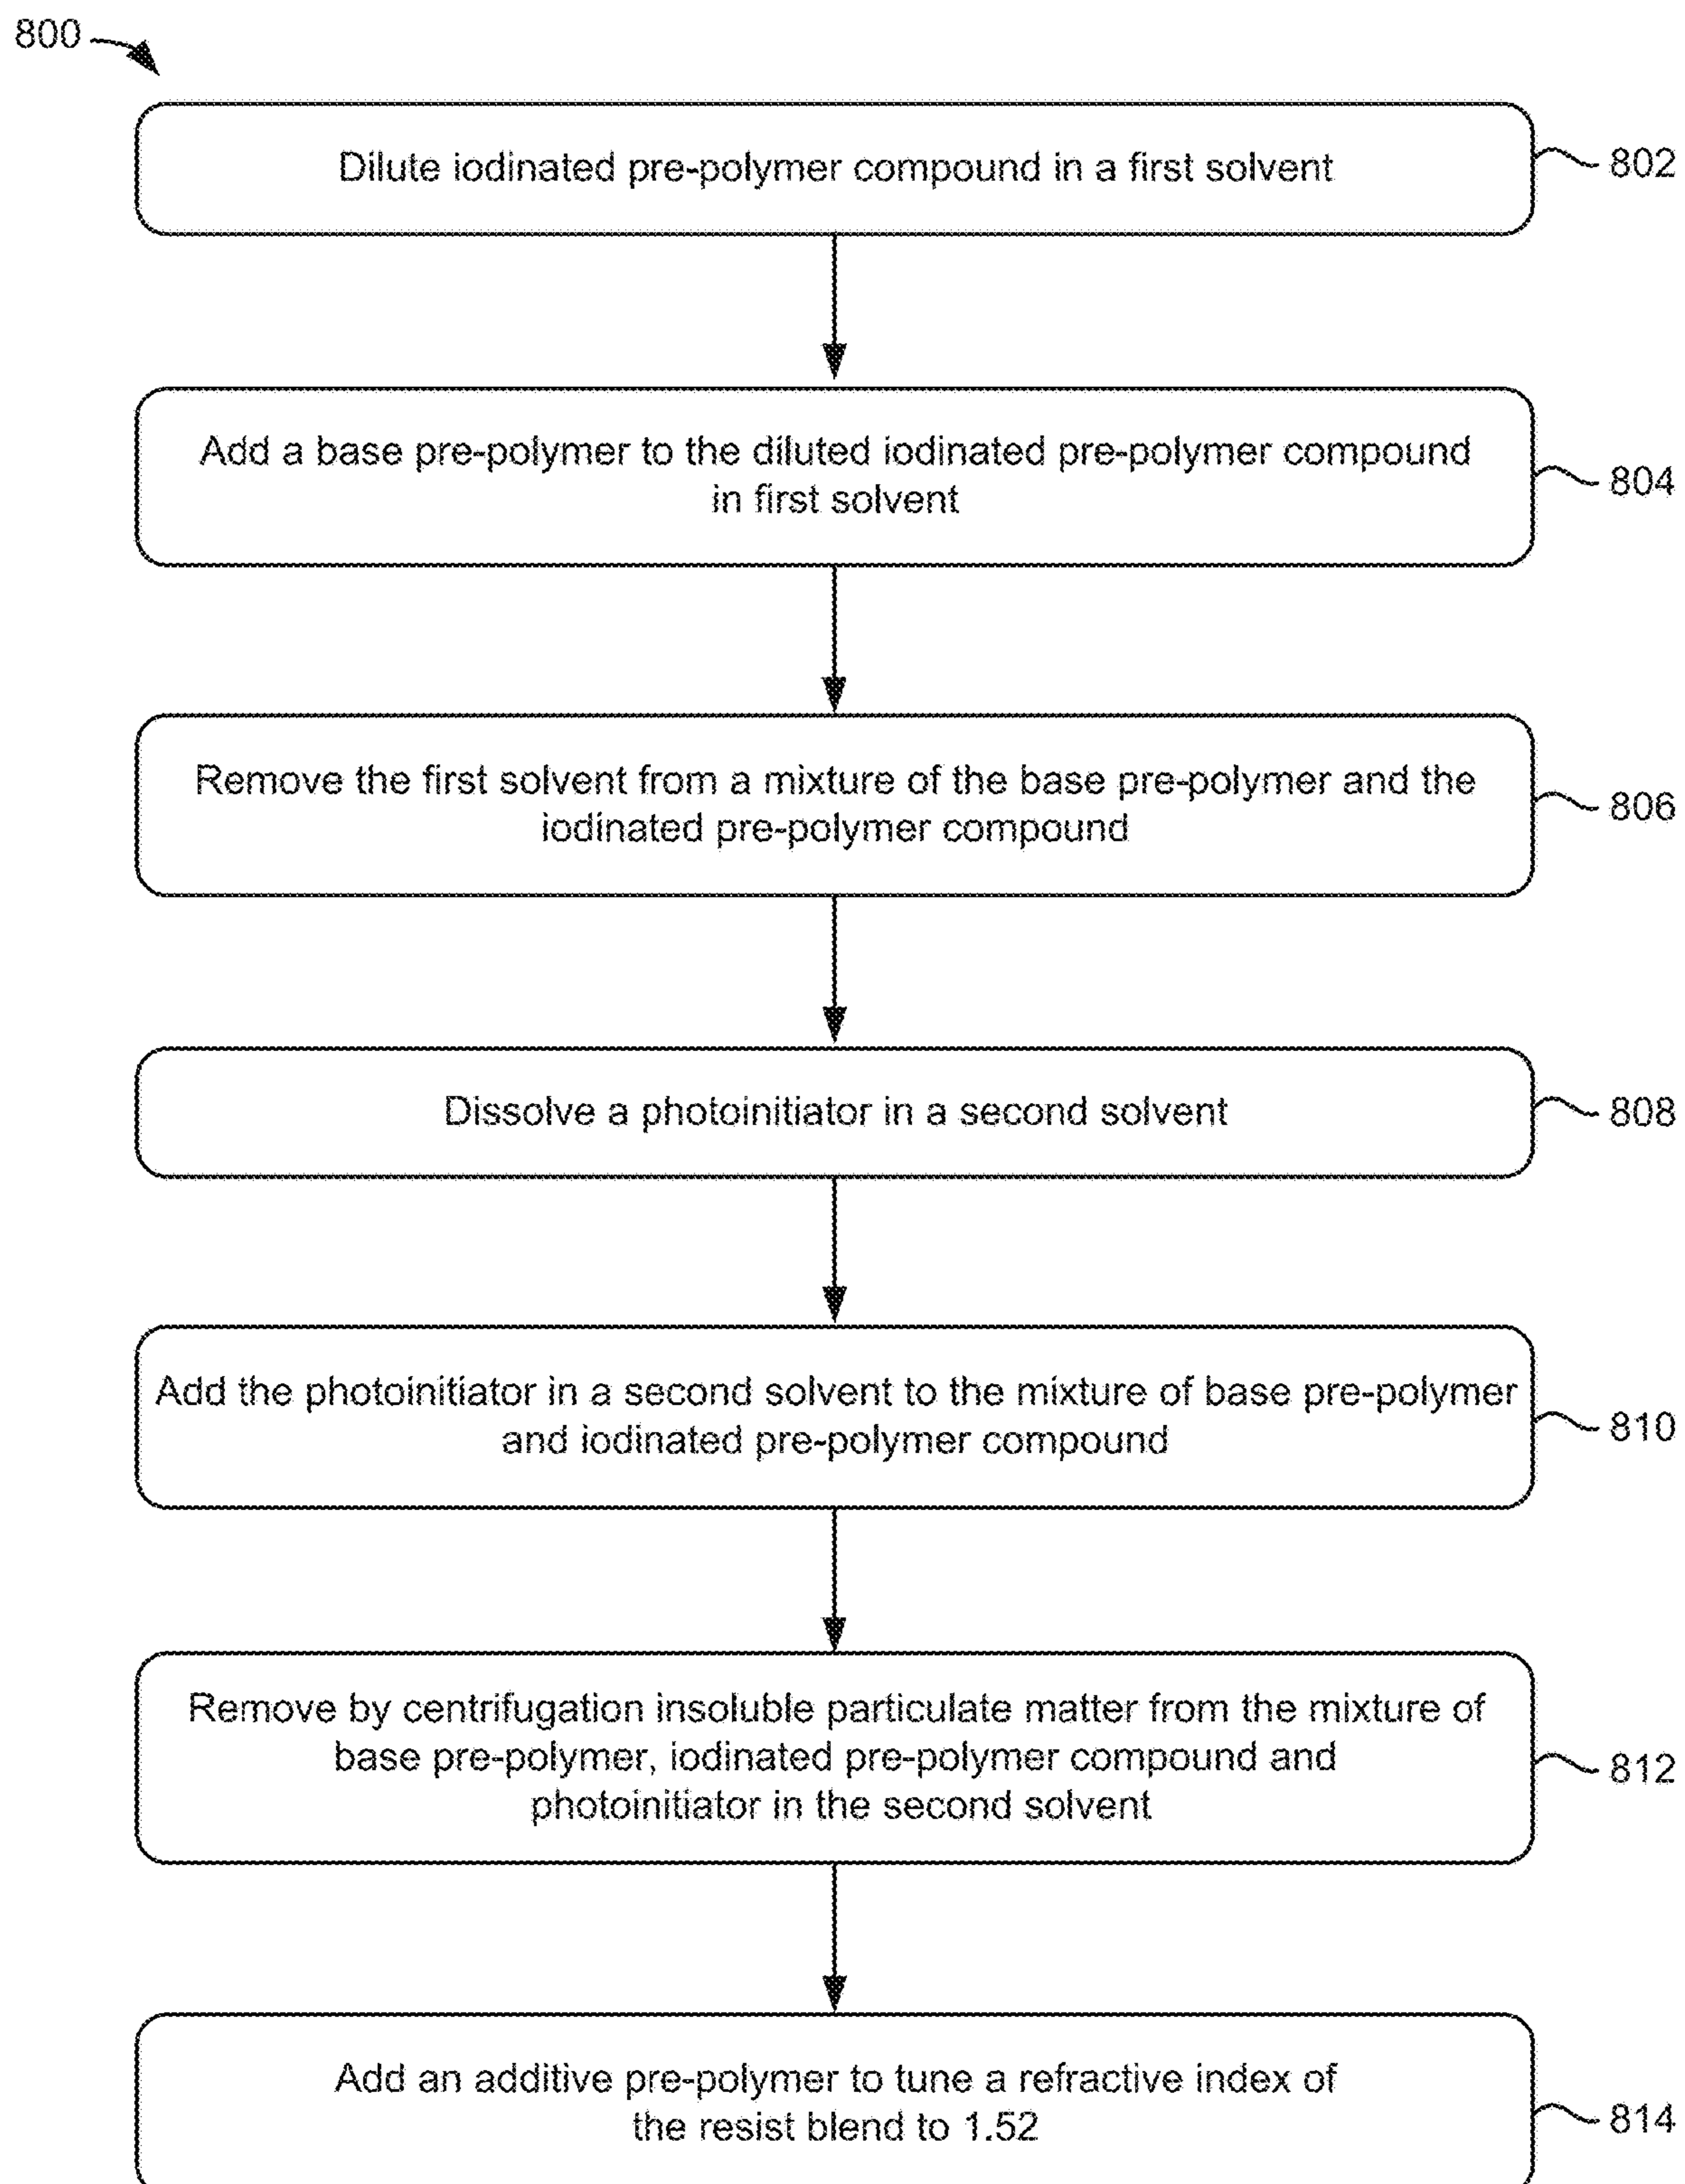 800
Dilute iodinated pre-polymer compound in a first solvent
802
Add a base pre-polymer to the diluted iodinated pre-polymer compound
in first solvent
804
Remove the first solvent from a mixture of the base pre-polymer and the
iodinated pre-polymer compound
806
Dissolve a photoinitiator in a second solvent
808
Add the photoinitiator in a second solvent to the mixture of base pre-polymer
and iodinated pre-polymer compound
810
Remove by centrifugation insoluble particulate matter from the mixture of
base pre-polymer, iodinated pre-polymer compound and
photoinitiator in the second solvent
812
Add an additive pre-polymer to tune a refractive index of
the resist blend to 1.52
814